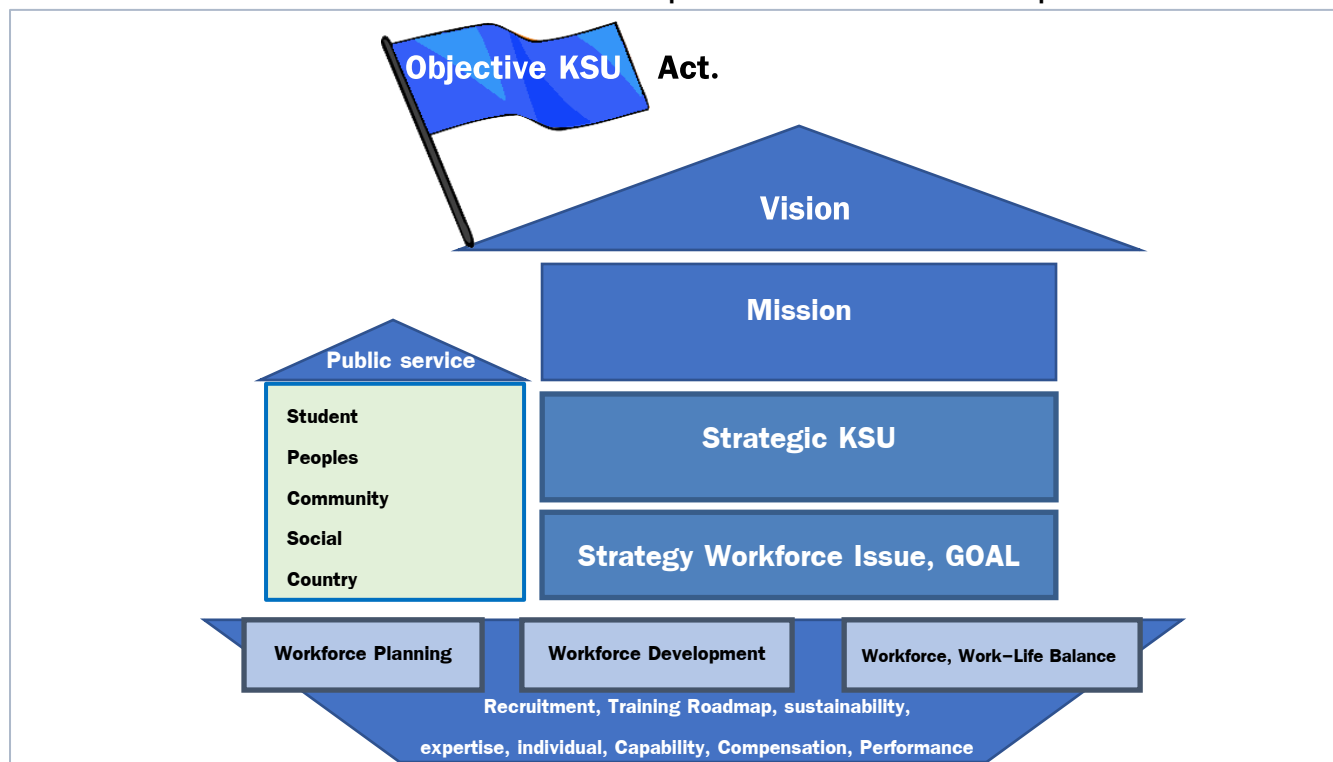 Objective KSU Act.
Vision
Mission
Public service
Student
Peoples
Community
Social
Country
Strategic KSU
Strategy Workforce Issue, GOAL
Workforce Planning
Workforce Development
Workforce, Work–Life Balance
Recruitment, Training Roadmap, sustainability,
expertise, individual, Capability, Compensation, Performance